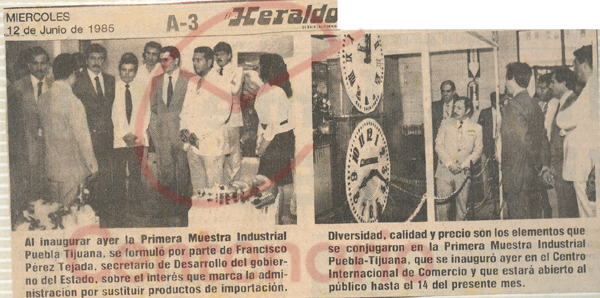 MIERCOLES
12 de Junio de 1985
A-3
El Heraldo
Al inaugurar ayer la Primera Muestra Industrial
Puebla Tijuana, se formuló por parte de Francisco
Pérez Tejada, secretario de Desarrollo del gobier-
no del Estado, sobre el interés que marca la admi-
nistración por sustituir productos de importación.
Diversidad, calidad y precio son los elementos que
se conjugaron en la Primera Muestra Industrial
Puebla-Tijuana, que se inauguró ayer en el Centro
Internacional de Comercio y que estará abierto al
público hasta el 14 del presente mes.